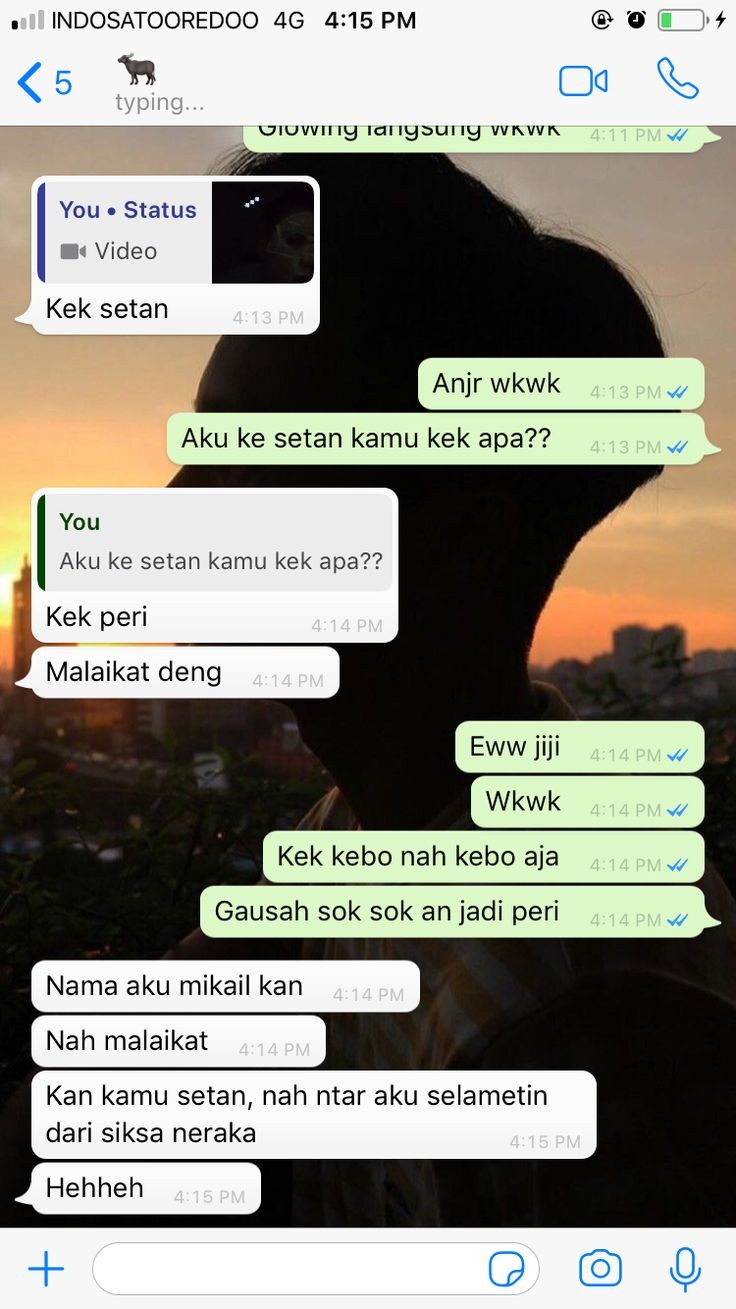 INDOSATOOREDOO 4G 4:15 PM
5
typing...
Glowing langsung wkwk 4:11 PM
You • Status
Video
Kek setan 4:13 PM
Anjr wkwk 4:13 PM
Aku ke setan kamu kek apa?? 4:13 PM
You
Aku ke setan kamu kek apa??
Kek peri 4:14 PM
Malaikat deng 4:14 PM
Eww jiji 4:14 PM
Wkwk 4:14 PM
Kek kebo nah kebo aja 4:14 PM
Gausah sok sok an jadi peri 4:14 PM
Nama aku mikail kan 4:14 PM
Nah malaikat 4:14 PM
Kan kamu setan, nah ntar aku selametin
dari siksa neraka 4:15 PM
Hehheh 4:15 PM